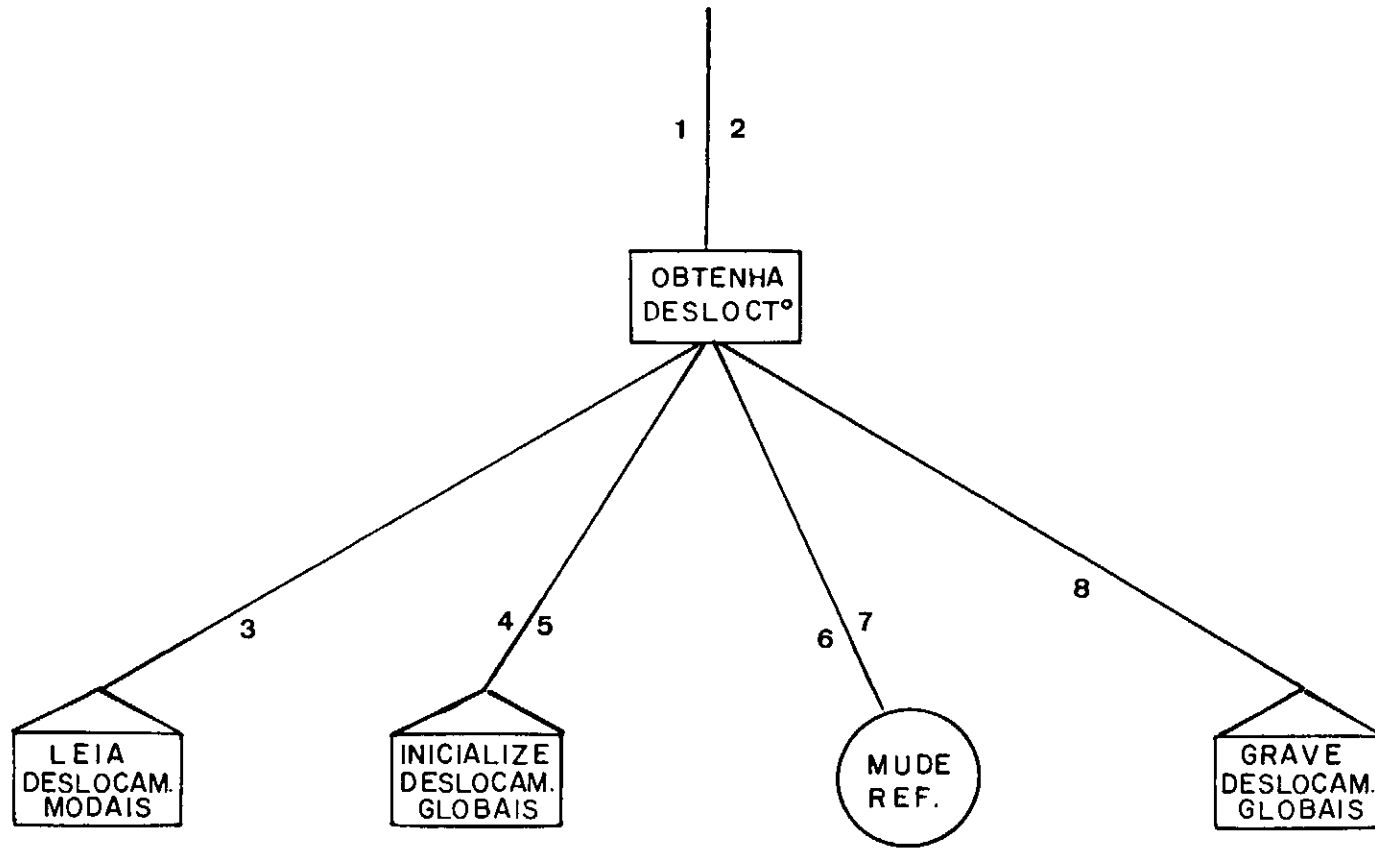 1 2
OBTENHA
DESLOCTº
3
4 5
6 7
8
LEIA
DESLOCAM.
MODAIS
INICIALIZE
DESLOCAM.
GLOBAIS
MUDE
REF.
GRAVE
DESLOCAM.
GLOBAIS